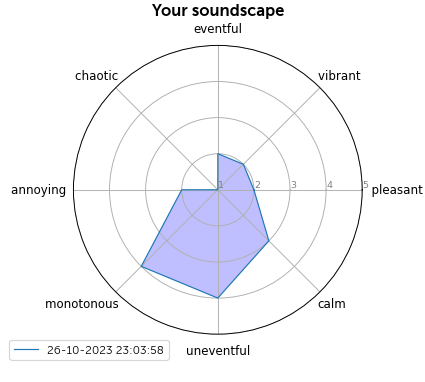 Your soundscape
eventful
chaotic
vibrant
annoying
1 2 3 4 5
pleasant
monotonous
calm
uneventful
26-10-2023 23:03:58